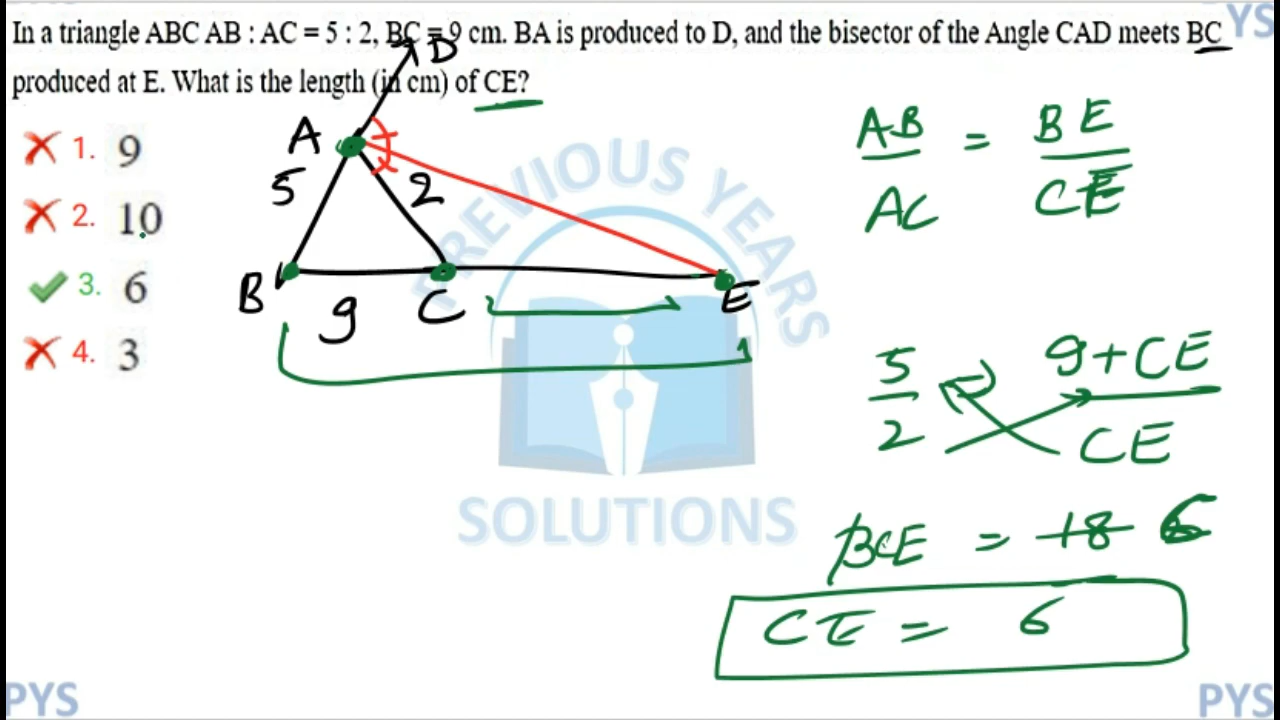 PYS
In a triangle ABC AB : AC = 5 : 2, BC = 9 cm. BA is produced to D, and the bisector of the Angle CAD meets BC
produced at E. What is the length (in cm) of CE?
1. 9
2. 10
3. 6
4. 3
D
A
5 2
B 9 C E
AB = BE
AC CE
5 9+CE
2 CE
3CE = 18 6
CE = 6
PREVIOUS YEARS
SOLUTIONS
PYS PYS